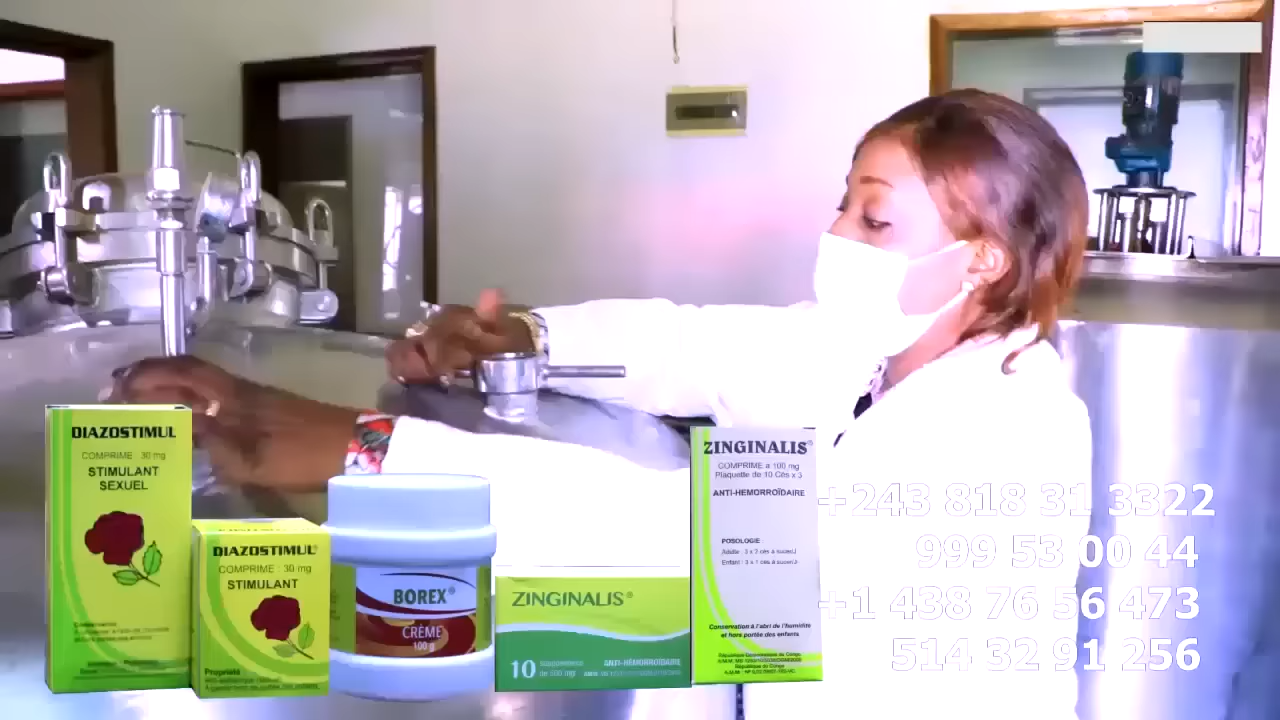 DIAZOSTIMUL
COMPRIME : 30 mg
STIMULANT
SEXUEL
DIAZOSTIMUL®
COMPRIME : 30 mg
STIMULANT
Propriété
BOREX®
CRÈME
100 g
ZINGINALIS®
10 suppositoires
ANTI-HÉMORROÏDAIRE
ZINGINALIS®
COMPRIME a 100 mg
Plaquette de 10 Cés x 3
ANTI-HEMORROÏDAIRE
POSOLOGIE :
Conservation à l'abri de l'humidité
et hors portée des enfants
+243 818 31 3322
999 53 00 44
+1 438 76 56 473
514 32 91 256